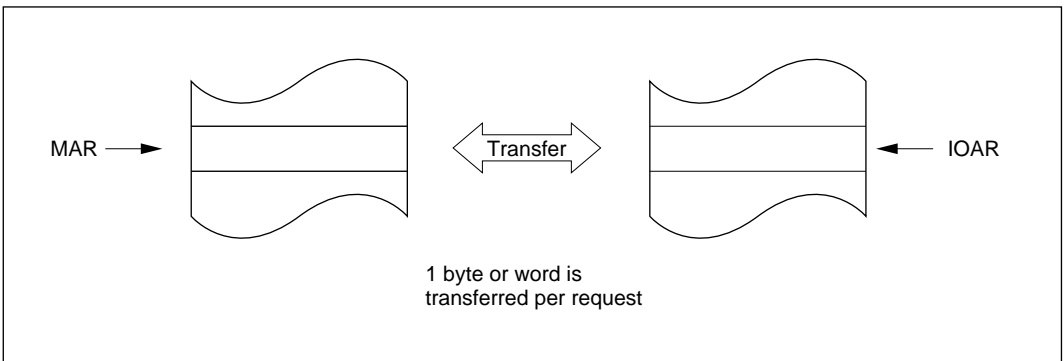 MAR
Transfer
IOAR
1 byte or word is
transferred per request